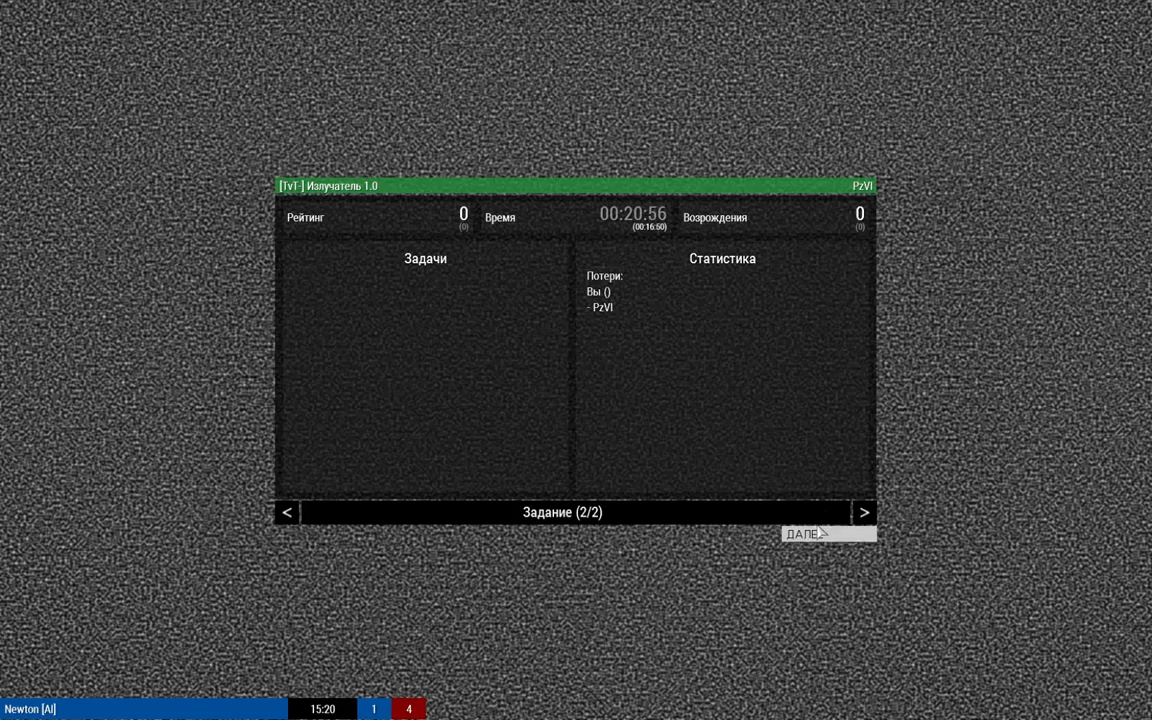 [TvT-] Излучатель 1.0 PzVI
Рейтинг 0 (0) Время 00:20:56 (00:16:50) Возрождения 0 (0)
Задачи Статистика
Потери:
Вы ()
- PzVI
< Задание (2/2) >
ДАЛЕЕ
Newton [AI] 15:20 1 4